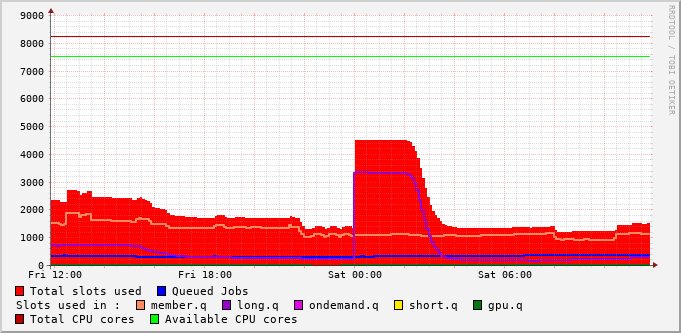 9000
8000
7000
6000
5000
4000
3000
2000
1000
0
Fri 12:00 Fri 18:00 Sat 00:00 Sat 06:00
Total slots used Queued Jobs
Slots used in : member.q long.q ondemand.q short.q gpu.q
Total CPU cores Available CPU cores
RRDTOOL / TOBI OETIKER